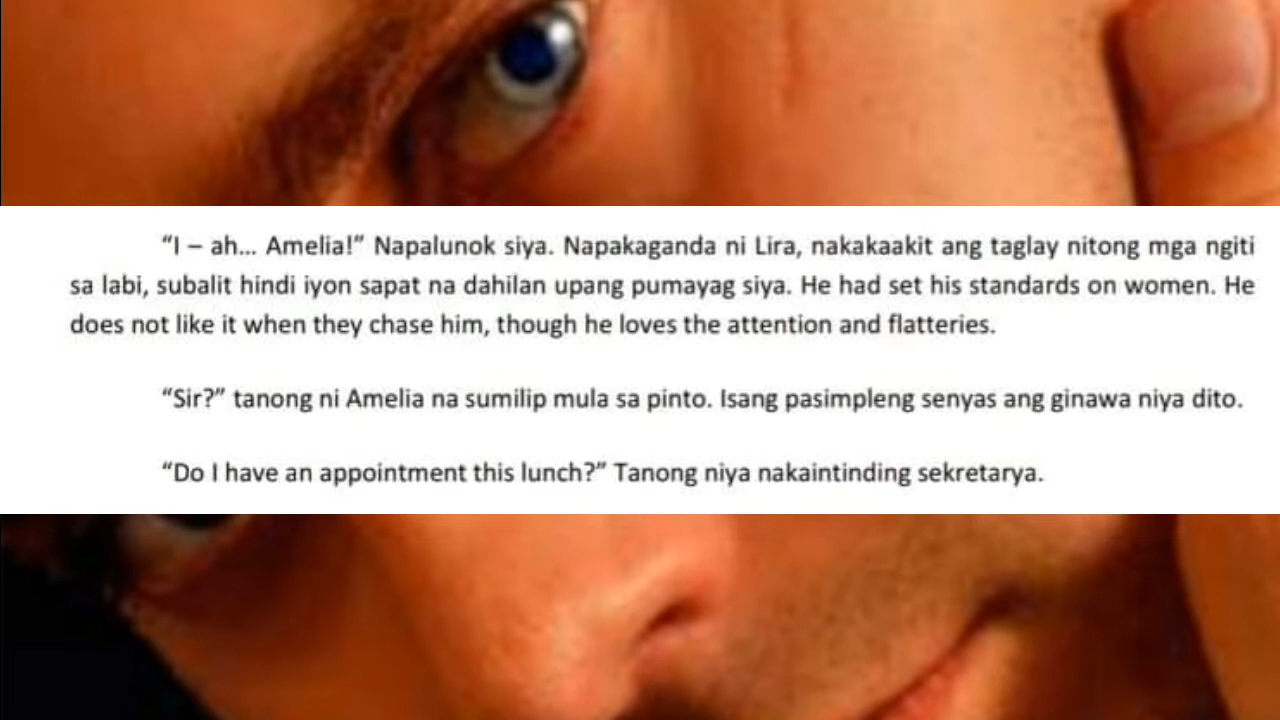 “I – ah... Amelia!” Napalunok siya. Napakaganda ni Lira, nakakaakit ang taglay nitong mga ngiti
sa labi, subalit hindi iyon sapat na dahilan upang pumayag siya. He had set his standards on women. He
does not like it when they chase him, though he loves the attention and flatteries.
“Sir?” tanong ni Amelia na sumilip mula sa pinto. Isang pasimpleng senyas ang ginawa niya dito.
“Do I have an appointment this lunch?” Tanong niya nakaintinding sekretarya.